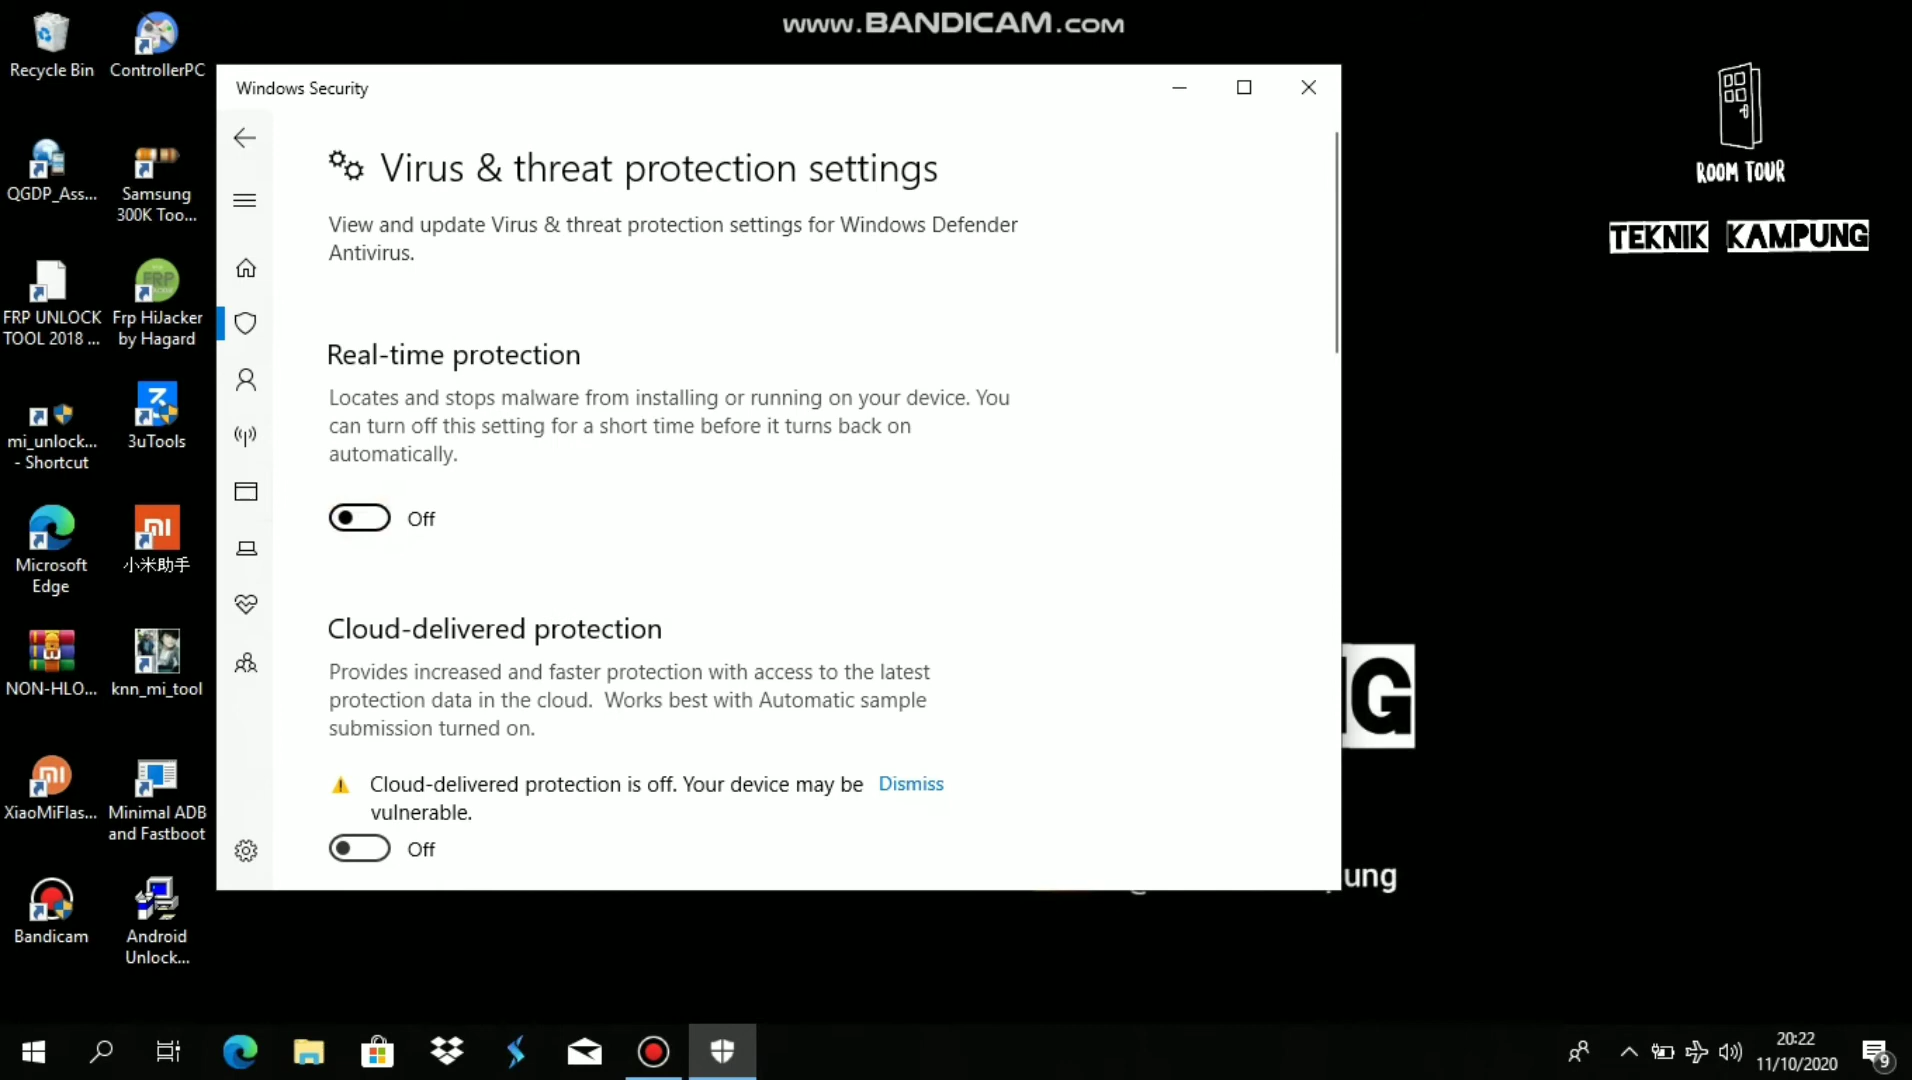 www.BANDICAM.com
Recycle Bin
ControllerPC
QGDP_Ass...
Samsung
300K Too...
FRP UNLOCK
TOOL 2018 ...
Frp HiJacker
by Hagard
mi_unlock...
- Shortcut
3uTools
Microsoft
Edge
小米助手
NON-HLO...
knn_mi_tool
XiaoMiFlas...
Minimal ADB
and Fastboot
Bandicam
Android
Unlock...
Windows Security
Virus & threat protection settings
View and update Virus & threat protection settings for Windows Defender
Antivirus.
Real-time protection
Locates and stops malware from installing or running on your device. You
can turn off this setting for a short time before it turns back on
automatically.
Off
Cloud-delivered protection
Provides increased and faster protection with access to the latest
protection data in the cloud. Works best with Automatic sample
submission turned on.
Cloud-delivered protection is off. Your device may be
vulnerable.
Dismiss
Off
ROOM TOUR
TEKNIK KAMPUNG
G
ung
20:22
11/10/2020
9